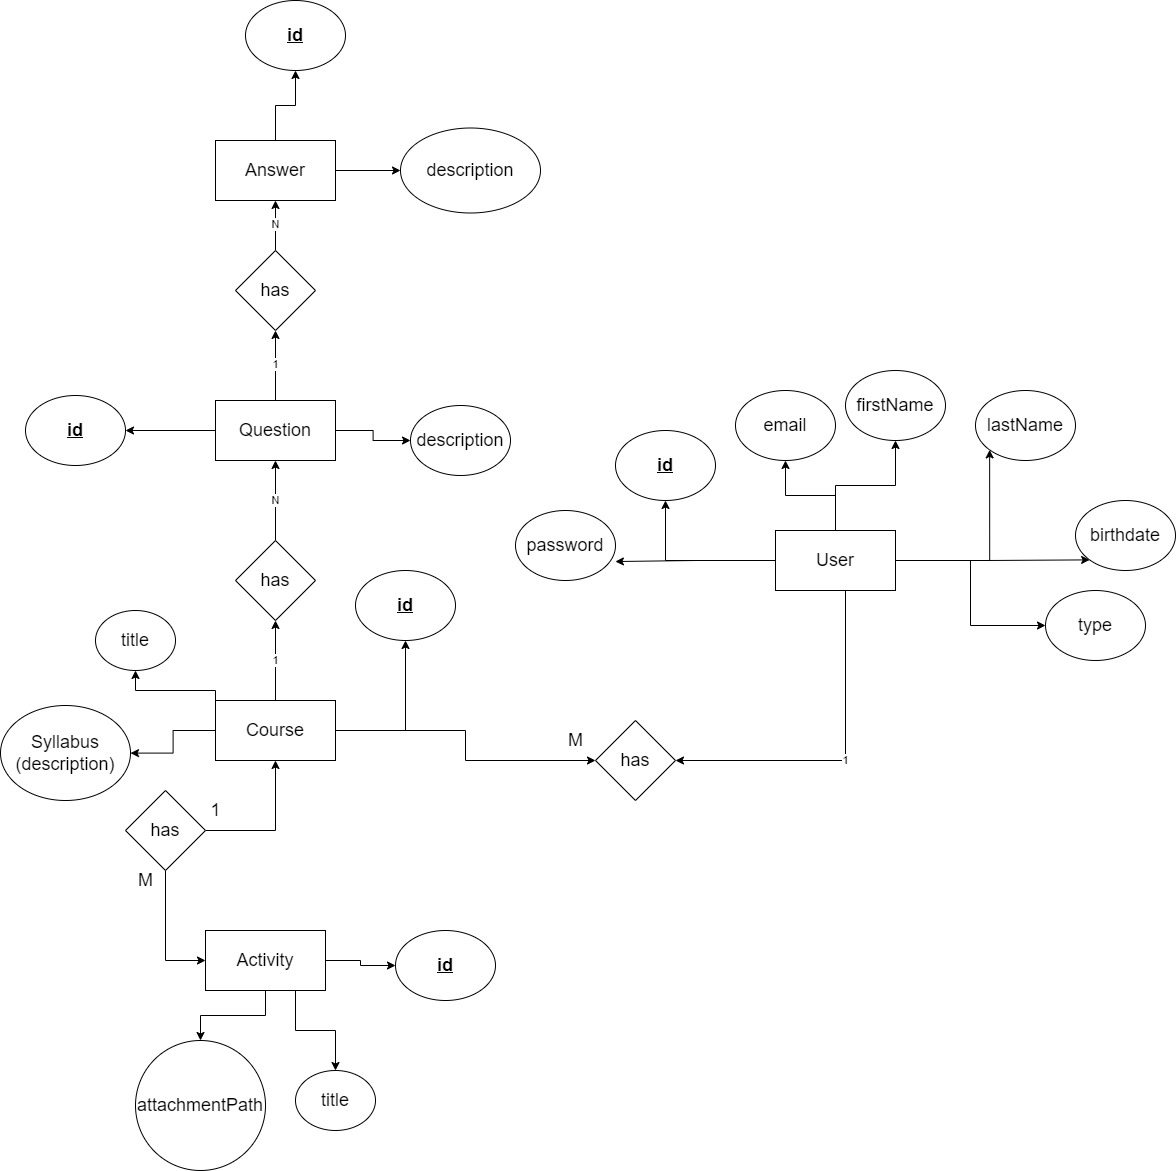 id
Answer
description
N
has
1
id
Question
description
N
has
1
title
id
Syllabus
(description)
Course
M
has
1
has
1
M
Activity
id
attachmentPath
title
email
firstName
lastName
id
password
User
birthdate
type